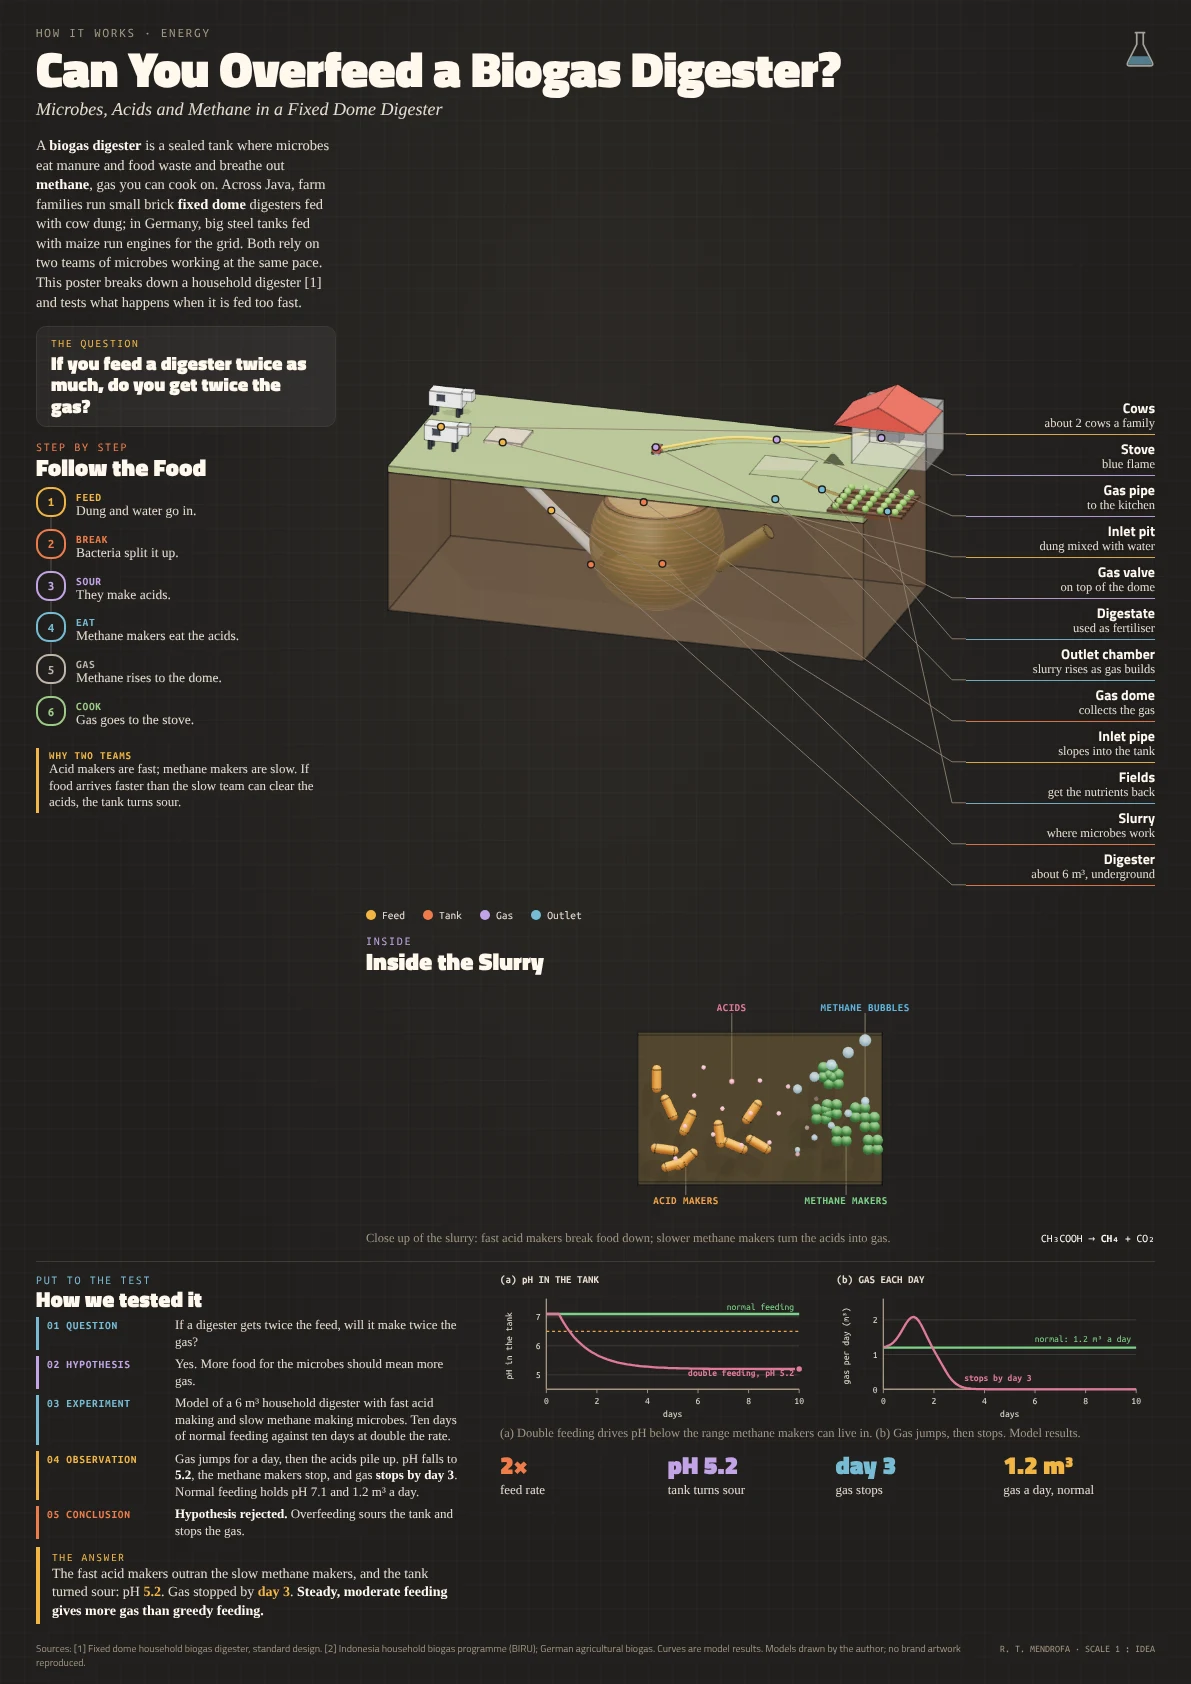 HOW IT WORKS · ENERGY
Can You Overfeed a Biogas Digester?
Microbes, Acids and Methane in a Fixed Dome Digester
A biogas digester is a sealed tank where microbes
eat manure and food waste and breathe out
methane, gas you can cook on. Across Java, farm
families run small brick fixed dome digesters fed
with cow dung; in Germany, big steel tanks fed
with maize run engines for the grid. Both rely on
two teams of microbes working at the same pace.
This poster breaks down a household digester [1]
and tests what happens when it is fed too fast.
THE QUESTION
If you feed a digester twice as
much, do you get twice the
gas?
STEP BY STEP
Follow the Food
1
FEED
Dung and water go in.
2
BREAK
Bacteria split it up.
3
SOUR
They make acids.
4
EAT
Methane makers eat the acids.
5
GAS
Methane rises to the dome.
6
COOK
Gas goes to the stove.
WHY TWO TEAMS
Acid makers are fast; methane makers are slow. If
food arrives faster than the slow team can clear the
acids, the tank turns sour.
Cows
about 2 cows a family
Stove
blue flame
Gas pipe
to the kitchen
Inlet pit
dung mixed with water
Gas valve
on top of the dome
Digestate
used as fertiliser
Outlet chamber
slurry rises as gas builds
Gas dome
collects the gas
Inlet pipe
slopes into the tank
Fields
get the nutrients back
Slurry
where microbes work
Digester
about 6 m³, underground
Feed Tank Gas Outlet
INSIDE
Inside the Slurry
ACIDS METHANE BUBBLES
ACID MAKERS METHANE MAKERS
Close up of the slurry: fast acid makers break food down; slower methane makers turn the acids into gas.
CH₃COOH → CH₄ + CO₂
PUT TO THE TEST
How we tested it
01 QUESTION
If a digester gets twice the feed, will it make twice the
gas?
02 HYPOTHESIS
Yes. More food for the microbes should mean more
gas.
03 EXPERIMENT
Model of a 6 m³ household digester with fast acid
making and slow methane making microbes. Ten days
of normal feeding against ten days at double the rate.
04 OBSERVATION
Gas jumps for a day, then the acids pile up. pH falls to
5.2, the methane makers stop, and gas stops by day 3.
Normal feeding holds pH 7.1 and 1.2 m³ a day.
05 CONCLUSION
Hypothesis rejected. Overfeeding sours the tank and
stops the gas.
THE ANSWER
The fast acid makers outran the slow methane makers, and the tank
turned sour: pH 5.2. Gas stopped by day 3. Steady, moderate feeding
gives more gas than greedy feeding.
(a) pH IN THE TANK
pH in the tank
7
6
5
normal feeding
double feeding, pH 5.2
0 2 4 6 8 10
days
(b) GAS EACH DAY
gas per day (m³)
2
1
0
normal: 1.2 m³ a day
stops by day 3
0 2 4 6 8 10
days
(a) Double feeding drives pH below the range methane makers can live in. (b) Gas jumps, then stops. Model results.
2×
feed rate
pH 5.2
tank turns sour
day 3
gas stops
1.2 m³
gas a day, normal
Sources: [1] Fixed dome household biogas digester, standard design. [2] Indonesia household biogas programme (BIRU); German agricultural biogas. Curves are model results. Models drawn by the author; no brand artwork
reproduced.
R. T. MENDROFA · SCALE 1 : IDEA